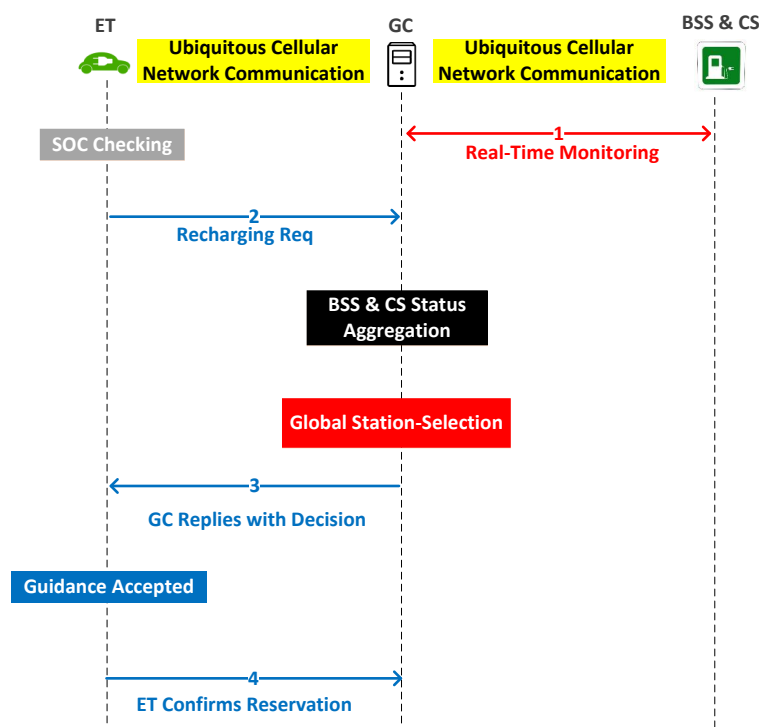 ET
GC
BSS & CS
Ubiquitous Cellular
Network Communication
Ubiquitous Cellular
Network Communication
1
Real-Time Monitoring
SOC Checking
2
Recharging Req
BSS & CS Status
Aggregation
Global Station-Selection
3
GC Replies with Decision
Guidance Accepted
4
ET Confirms Reservation